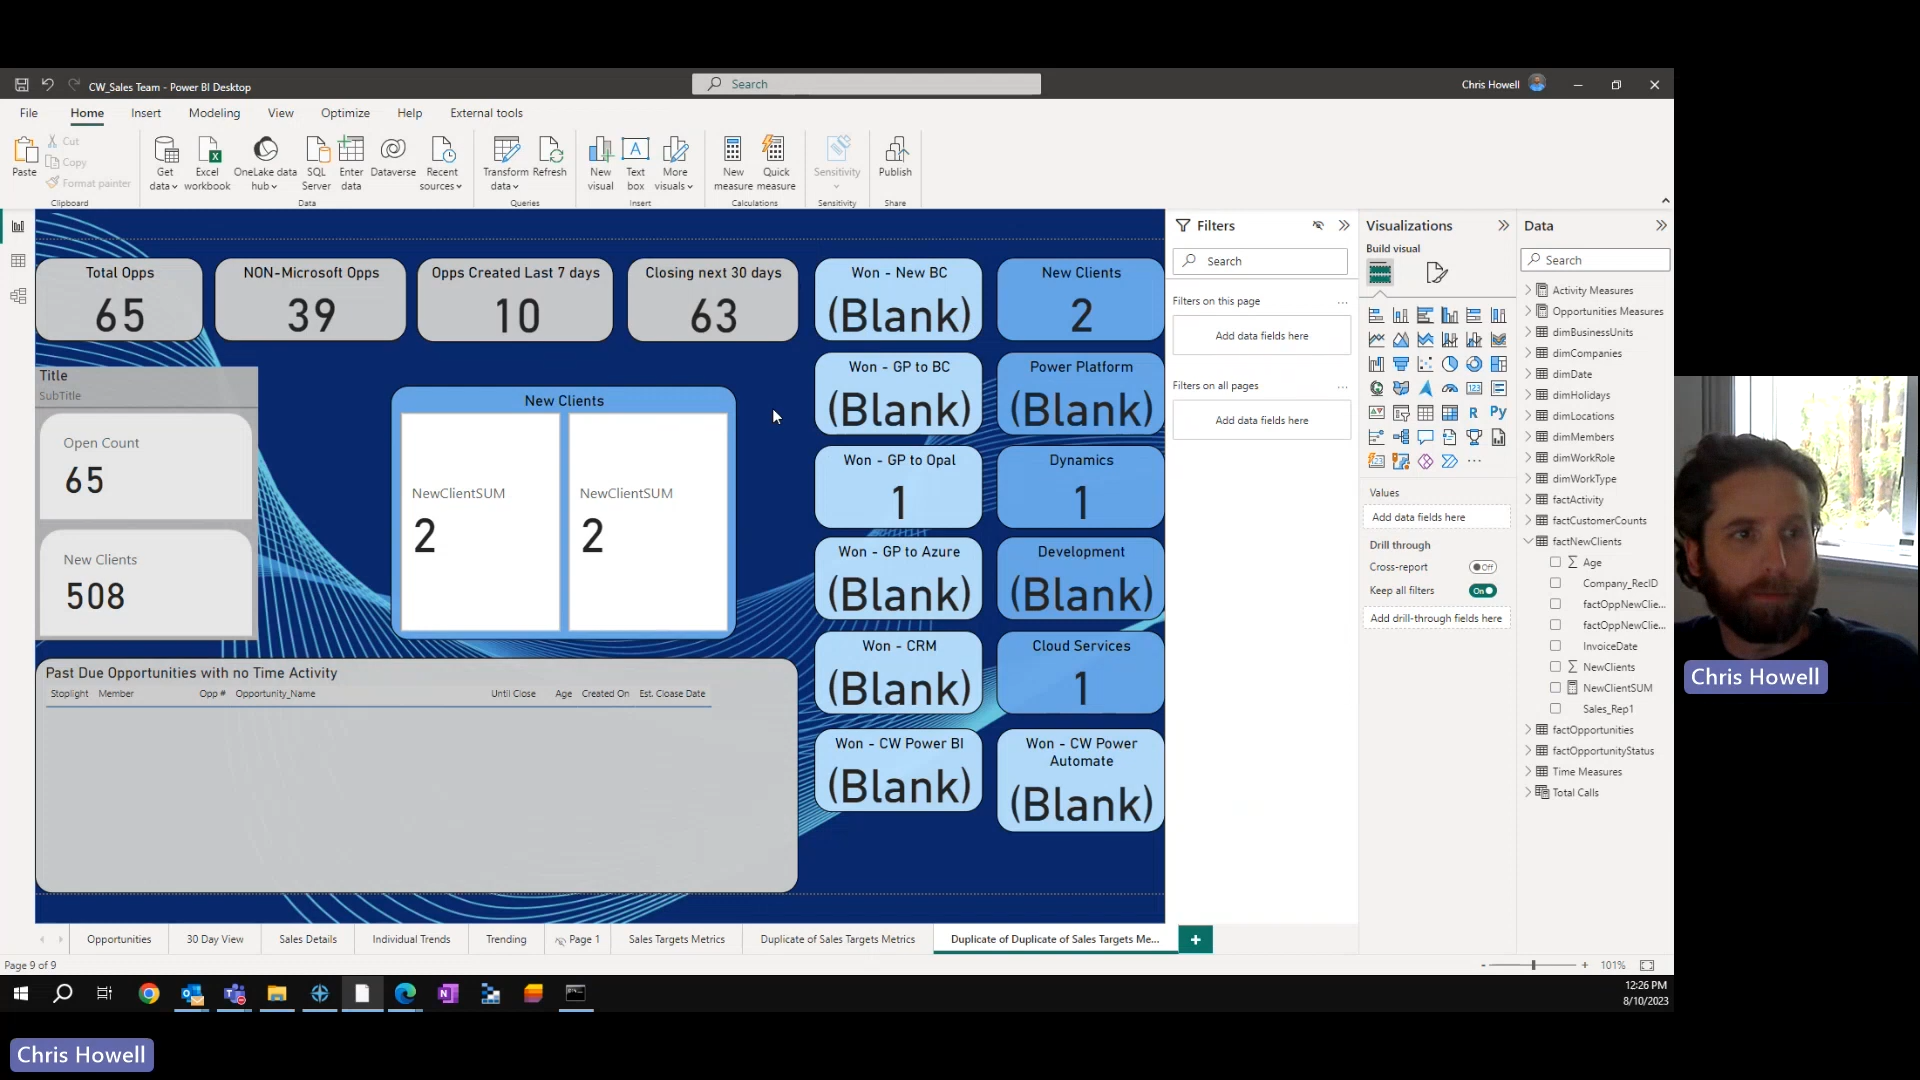 CW_Sales Team - Power BI Desktop
Search
Chris Howell
File Home Insert Modeling View Optimize Help External tools
Paste
Cut
Copy
Format painter
Get data
Excel workbook
OneLake data hub
SQL Server
Enter data
Dataverse
Recent sources
Transform data
Refresh
New visual
Text box
More visuals
New measure
Quick measure
Sensitivity
Publish
Clipboard Data Queries Insert Calculations Sensitivity Share
Total Opps
65
NON-Microsoft Opps
39
Opps Created Last 7 days
10
Closing next 30 days
63
Won - New BC
(Blank)
New Clients
2
Won - GP to BC
(Blank)
Power Platform
(Blank)
Won - GP to Opal
1
Dynamics
1
Won - GP to Azure
(Blank)
Development
(Blank)
Won - CRM
(Blank)
Cloud Services
1
Won - CW Power BI
(Blank)
Won - CW Power
Automate
(Blank)
Title
SubTitle
Open Count
65
New Clients
508
New Clients
NewClientSUM
2
NewClientSUM
2
Past Due Opportunities with no Time Activity
Stoplight Member Opp # Opportunity_Name Until Close Age Created On Est. Cloase Date
Filters
Search
Filters on this page
Add data fields here
Filters on all pages
Add data fields here
Visualizations
Build visual
R Py
123
Values
Add data fields here
Drill through
Cross-report Off
Keep all filters On
Add drill-through fields here
Data
Search
Activity Measures
Opportunities Measures
dimBusinessUnits
dimCompanies
dimDate
dimHolidays
dimLocations
dimMembers
dimWorkRole
dimWorkType
factActivity
factCustomerCounts
factNewClients
Age
Company_RecID
factOppNewClie...
factOppNewClie...
InvoiceDate
NewClients
NewClientSUM
Sales_Rep1
factOpportunities
factOpportunityStatus
Time Measures
Total Calls
Opportunities 30 Day View Sales Details Individual Trends Trending Page 1 Sales Targets Metrics Duplicate of Sales Targets Metrics Duplicate of Duplicate of Sales Targets Me...
Page 9 of 9
101%
12:26 PM
8/10/2023
Chris Howell
Chris Howell